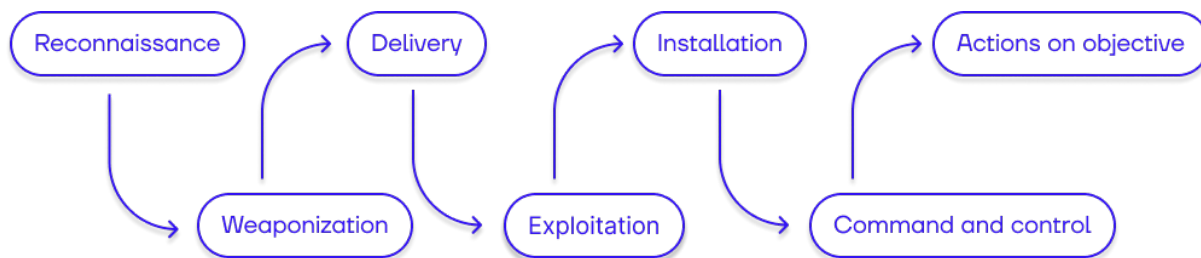 Reconnaissance
Weaponization
Delivery
Exploitation
Installation
Command and control
Actions on objective